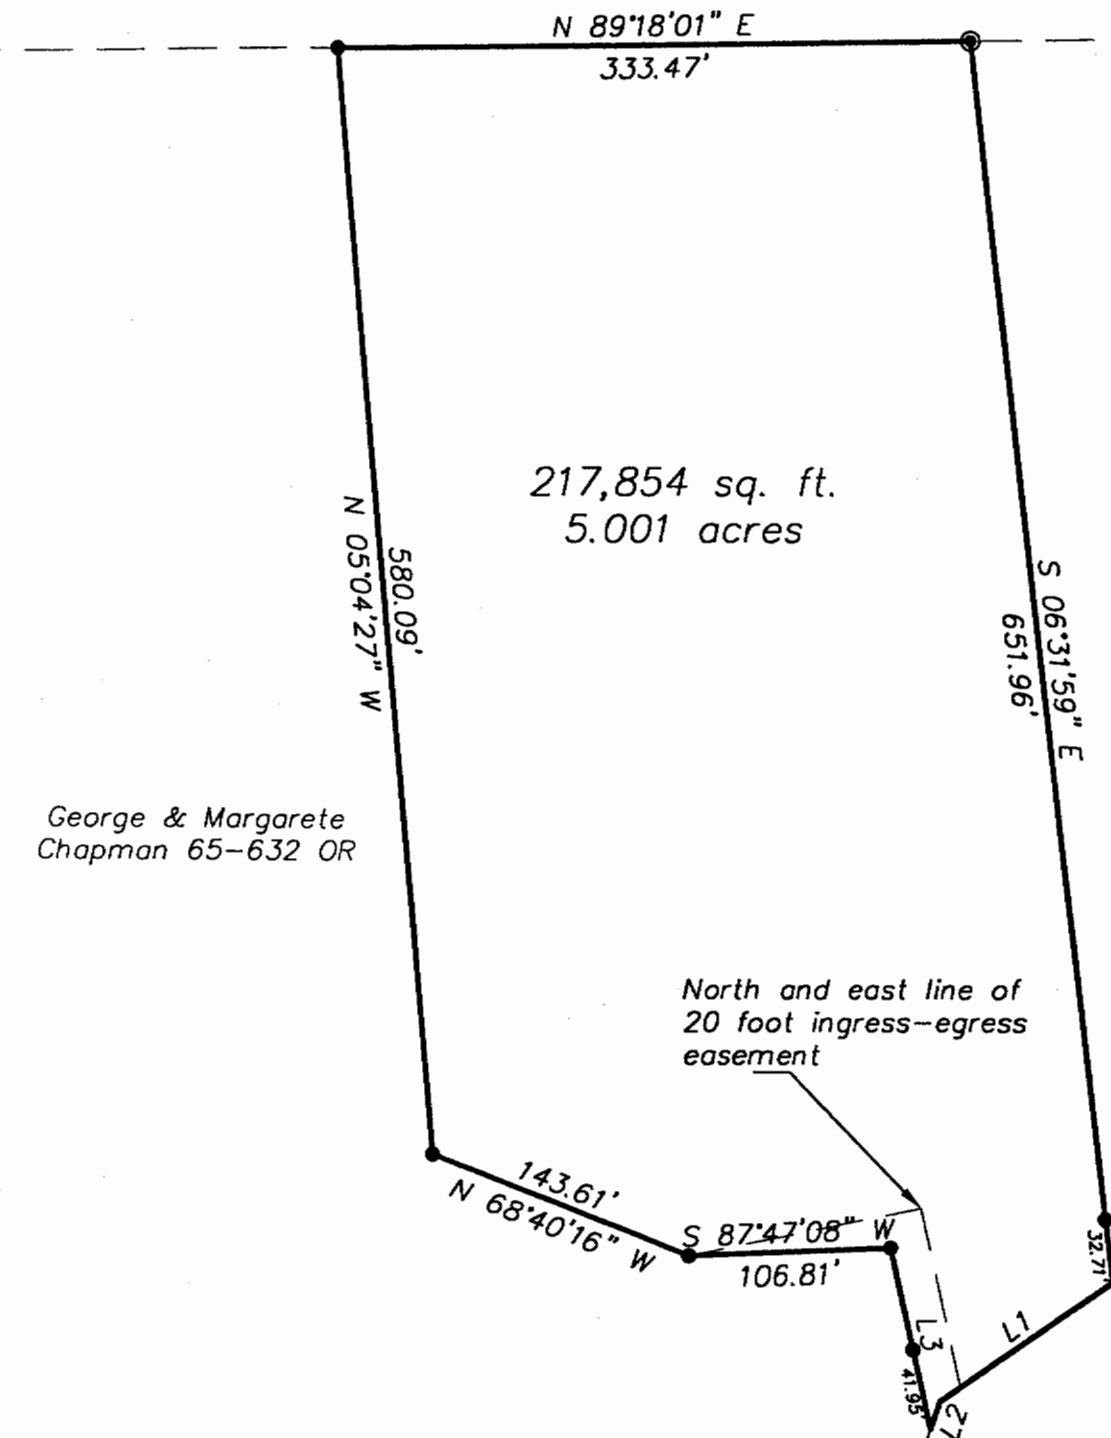 N 89°18'01" E
333.47'
217,854 sq. ft.
5.001 acres
N 05°04'27" W
580.09'
S 06°31'59" E
651.96'
George & Margarete
Chapman 65-632 OR
North and east line of
20 foot ingress-egress
easement
143.61'
N 68°40'16" W
S 87°47'08" W
106.81'
32.71'
L1
L3
41.95'
L2